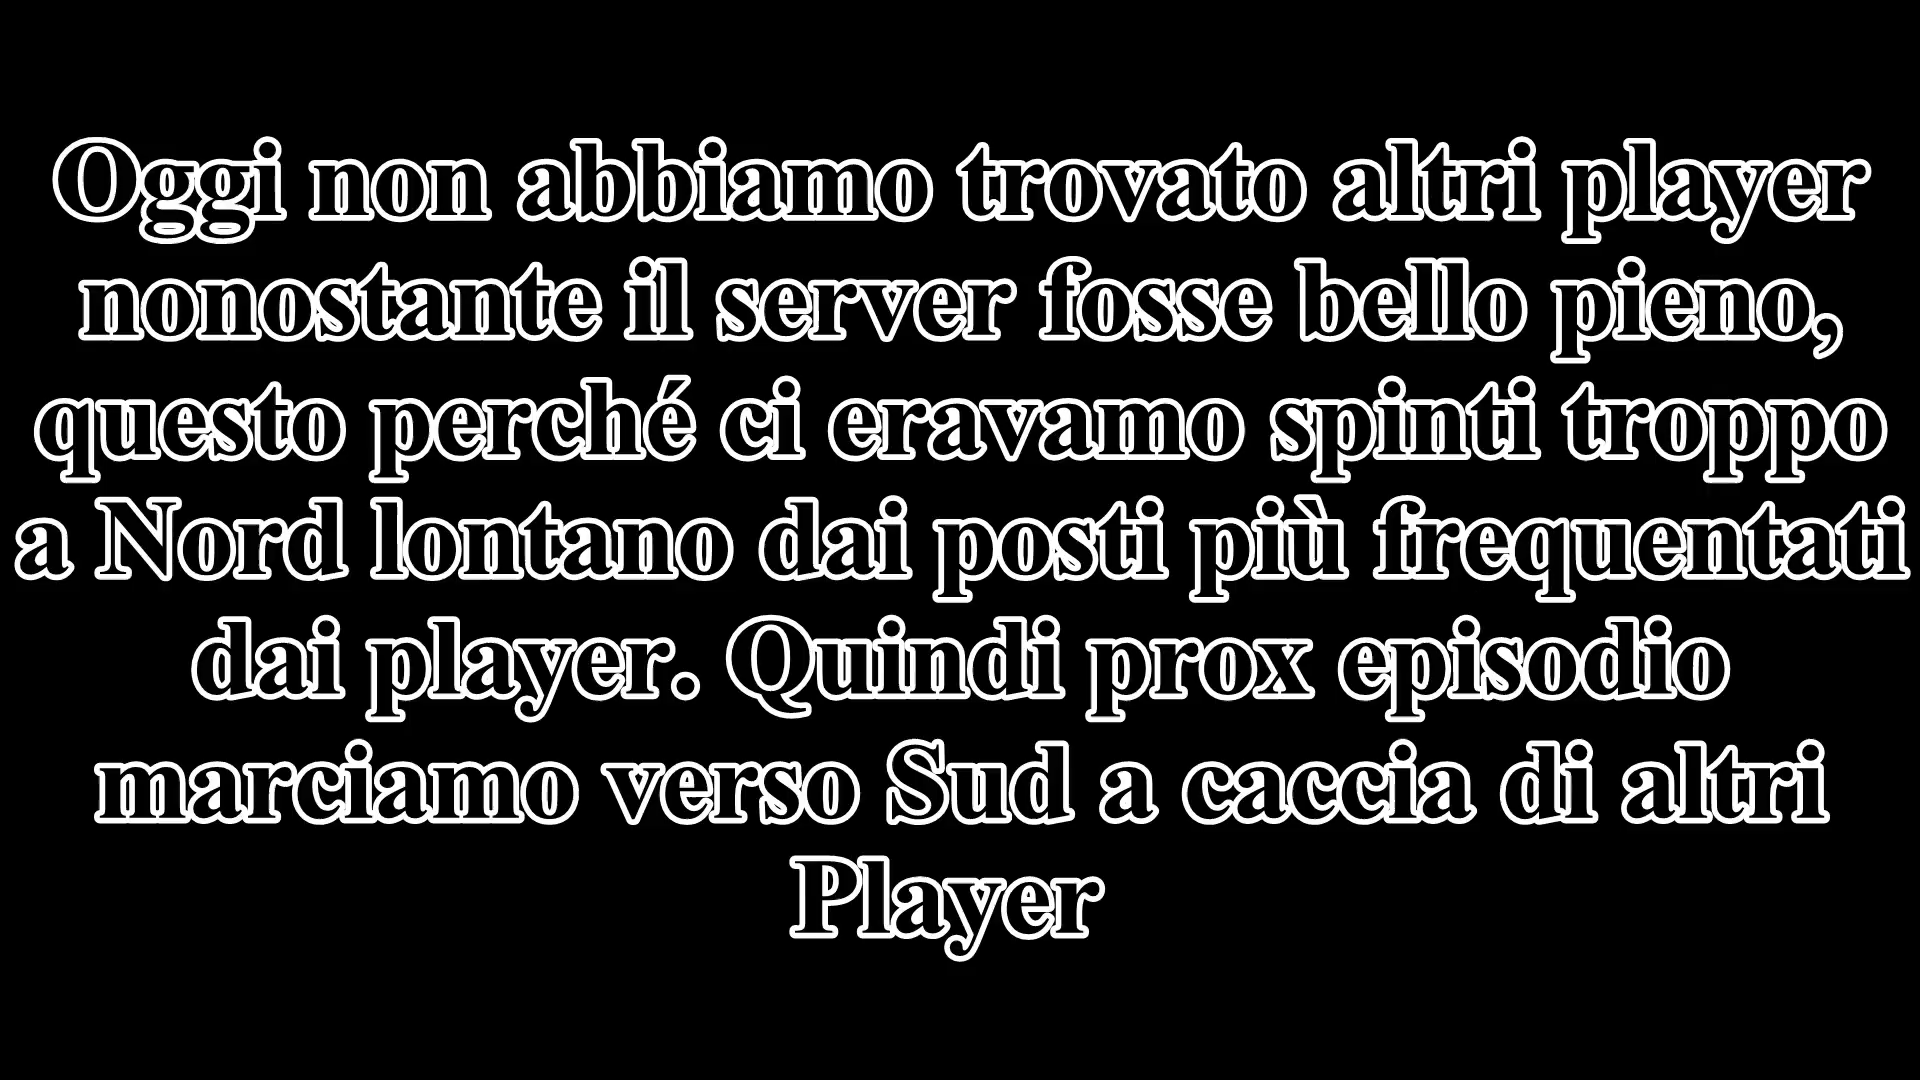 Oggi non abbiamo trovato altri player
nonostante il server fosse bello pieno,
questo perché ci eravamo spinti troppo
a Nord lontano dai posti più frequentati
dai player. Quindi prox episodio
marciamo verso Sud a caccia di altri
Player